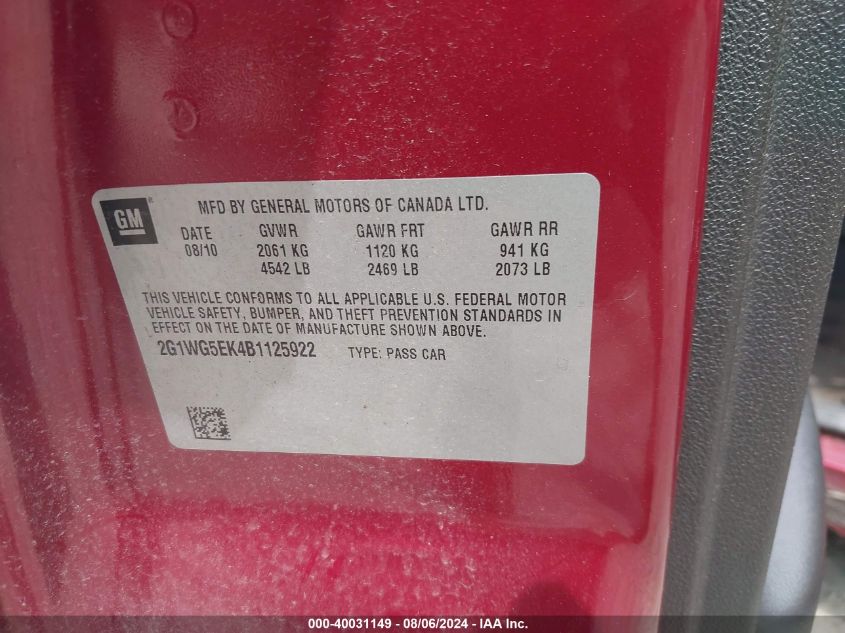 GM
MFD BY GENERAL MOTORS OF CANADA LTD.
DATE GVWR GAWR FRT GAWR RR
08/10 2061 KG 1120 KG 941 KG
4542 LB 2469 LB 2073 LB
THIS VEHICLE CONFORMS TO ALL APPLICABLE U.S. FEDERAL MOTOR
VEHICLE SAFETY, BUMPER, AND THEFT PREVENTION STANDARDS IN
EFFECT ON THE DATE OF MANUFACTURE SHOWN ABOVE.
2G1WG5EK4B1125922 TYPE: PASS CAR
000-40031149 - 08/06/2024 - IAA Inc.